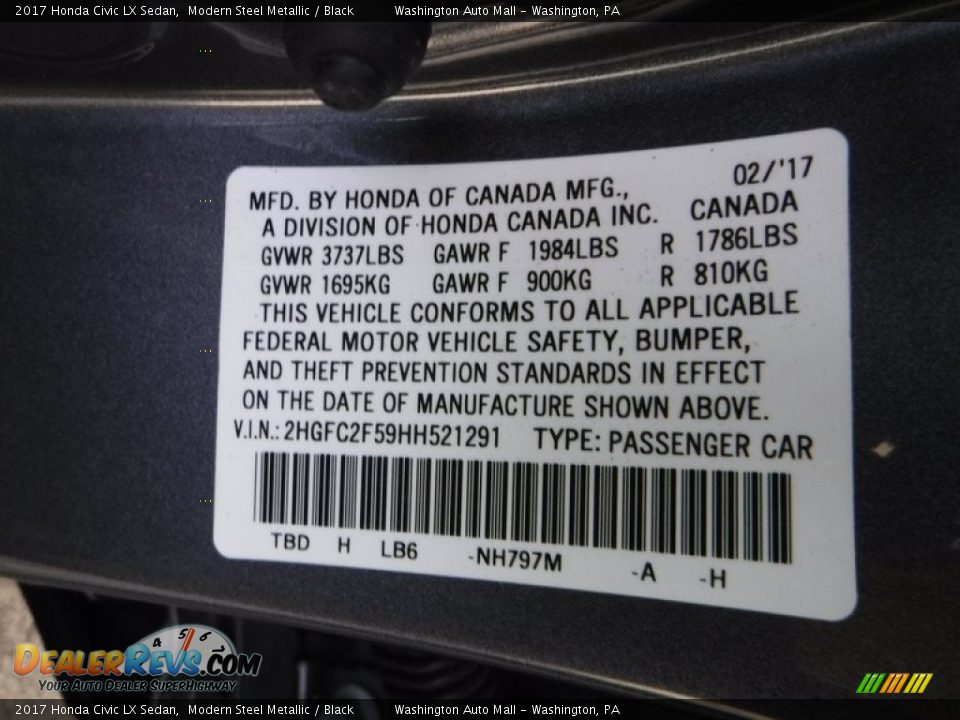 2017 Honda Civic LX Sedan, Modern Steel Metallic / Black Washington Auto Mall - Washington, PA
02/'17
MFD. BY HONDA OF CANADA MFG.,
A DIVISION OF HONDA CANADA INC. CANADA
GVWR 3737LBS GAWR F 1984LBS R 1786LBS
GVWR 1695KG GAWR F 900KG R 810KG
THIS VEHICLE CONFORMS TO ALL APPLICABLE
FEDERAL MOTOR VEHICLE SAFETY, BUMPER,
AND THEFT PREVENTION STANDARDS IN EFFECT
ON THE DATE OF MANUFACTURE SHOWN ABOVE.
V.I.N.: 2HGFC2F59HH521291 TYPE: PASSENGER CAR
TBD H LB6 -NH797M -A -H
4 5 6
DEALERREVS.COM
YOUR AUTO DEALER SUPERHIGHWAY
2017 Honda Civic LX Sedan, Modern Steel Metallic / Black Washington Auto Mall - Washington, PA